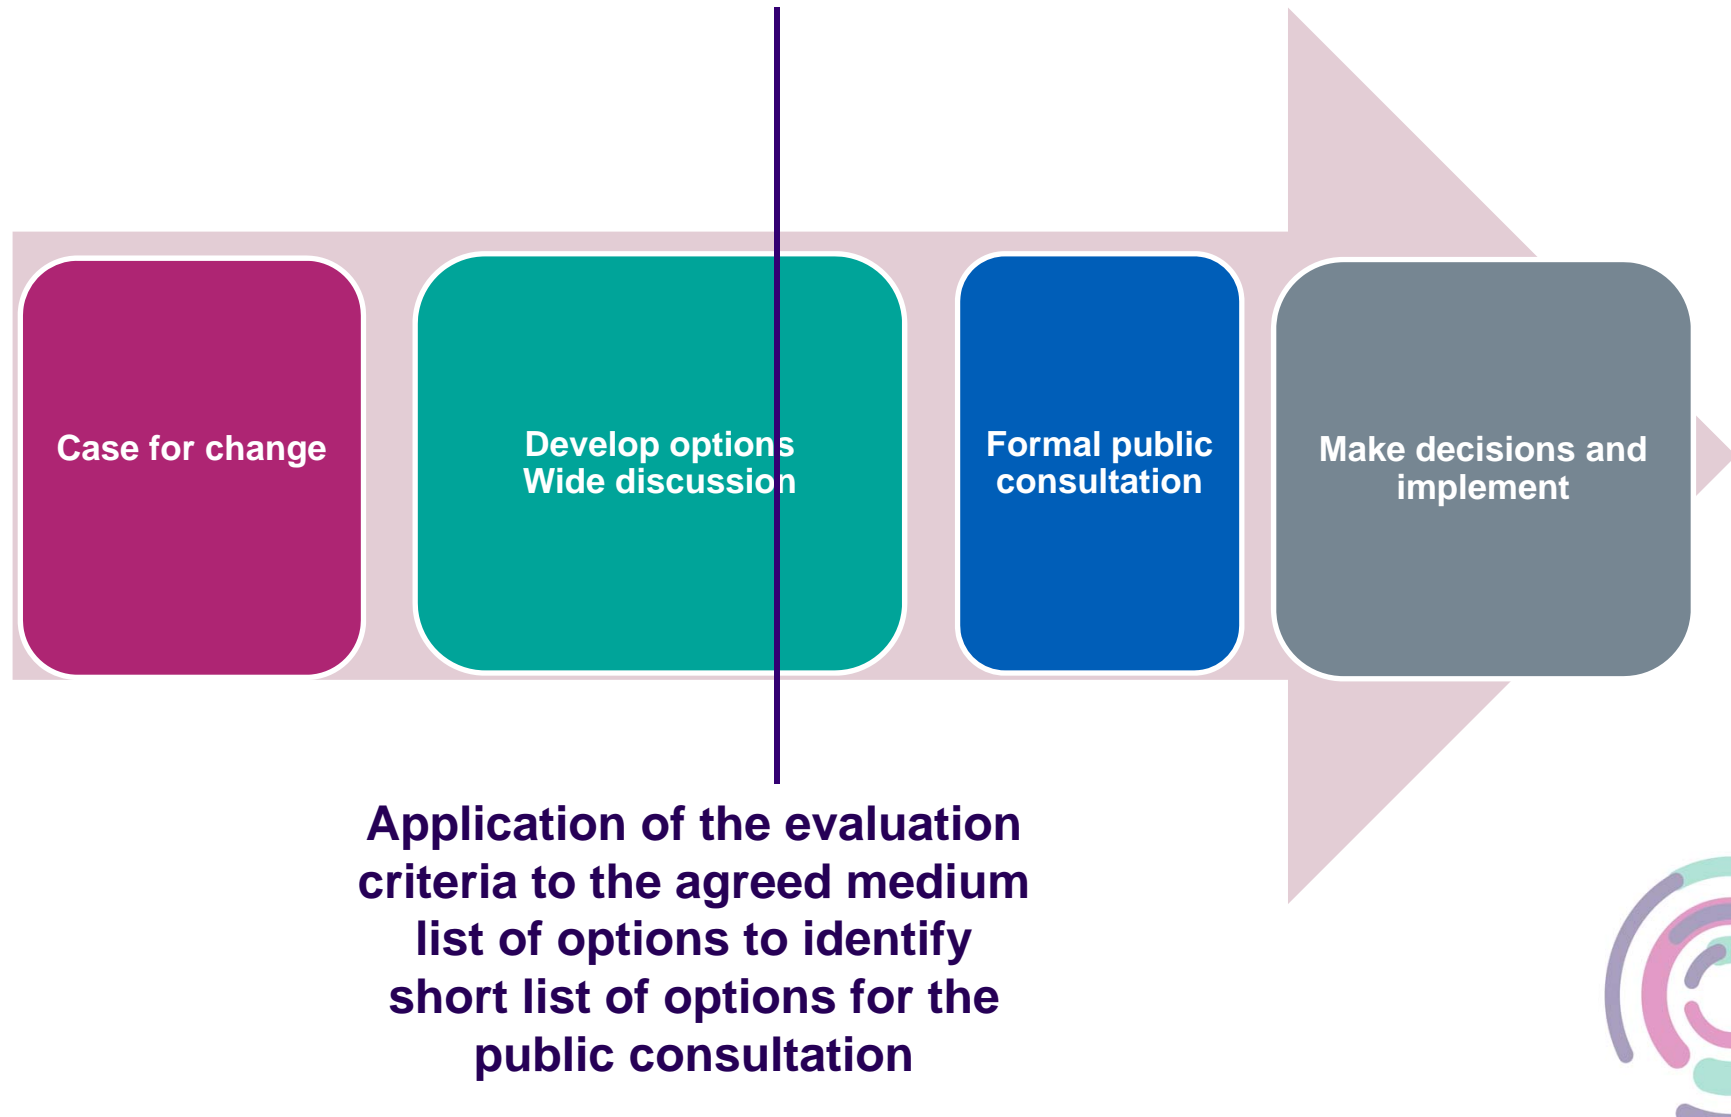 Case for change
Develop options
Wide discussion
Formal public
consultation
Make decisions and
implement
Application of the evaluation
criteria to the agreed medium
list of options to identify
short list of options for the
public consultation